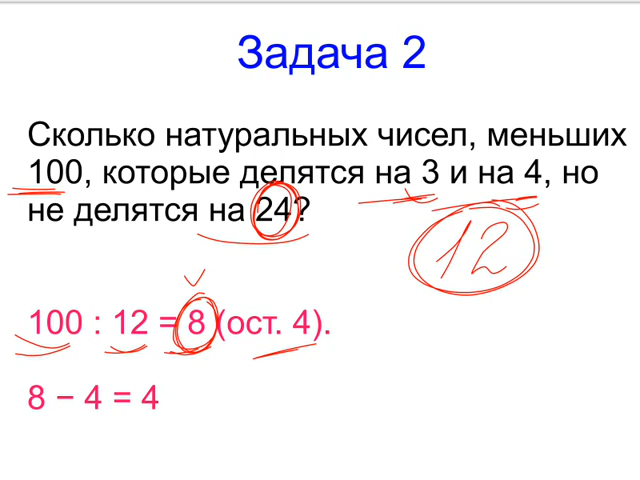 Задача 2
Сколько натуральных чисел, меньших
100, которые делятся на 3 и на 4, но
не делятся на 24?
12
100 : 12 = 8 (ост. 4).
8 − 4 = 4